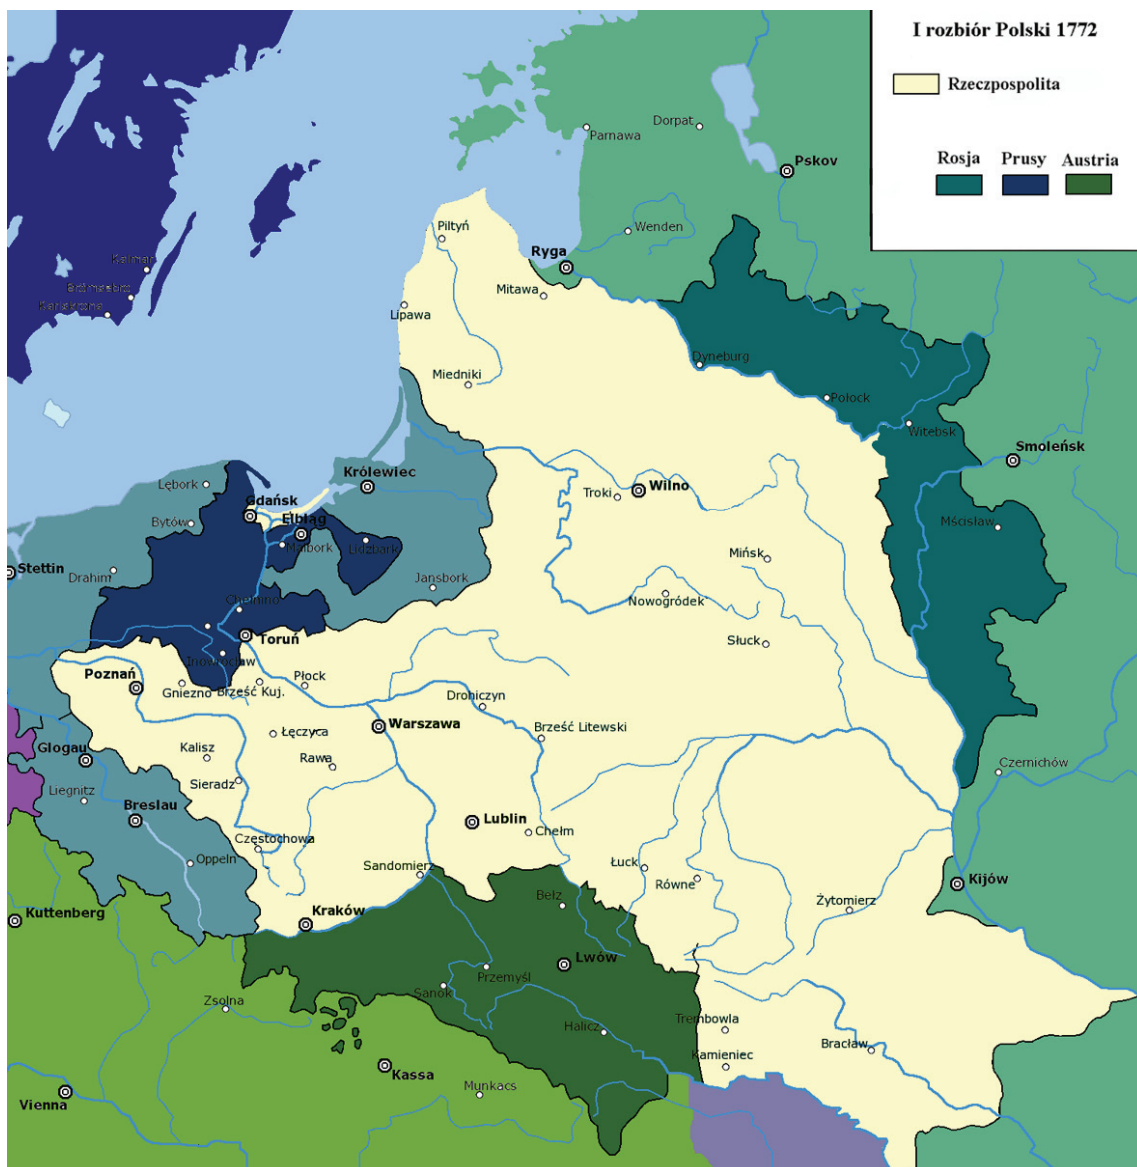 I rozbiór Polski 1772
Rzeczpospolita
Rosja Prusy Austria
Parnawa
Dorpat
Pskov
Piltyń
Wenden
Ryga
Kalmar
Mitawa
Lipawa
Dyneburg
Miedniki
Połock
Witebsk
Smoleńsk
Królewiec
Lębork
Gdańsk
Wilno
Troki
Bytów
Elbląg
Mścisław
Malbork
Lidzbark
Mińsk
Stettin
Drahim
Jansbork
Nowogródek
Chełmno
Toruń
Słuck
Inowrocław
Poznań
Gniezno
Brześć Kuj.
Płock
Drohiczyn
Warszawa
Brześć Litewski
Łęczyca
Glogau
Kalisz
Rawa
Czernichów
Sieradz
Liegnitz
Breslau
Lublin
Chełm
Częstochowa
Oppeln
Sandomierz
Łuck
Równe
Kijów
Bełz
Żytomierz
Kuttenberg
Kraków
Lwów
Przemyśl
Sanok
Zsolna
Halicz
Trembowla
Bracław
Kamieniec
Kassa
Munkacs
Vienna